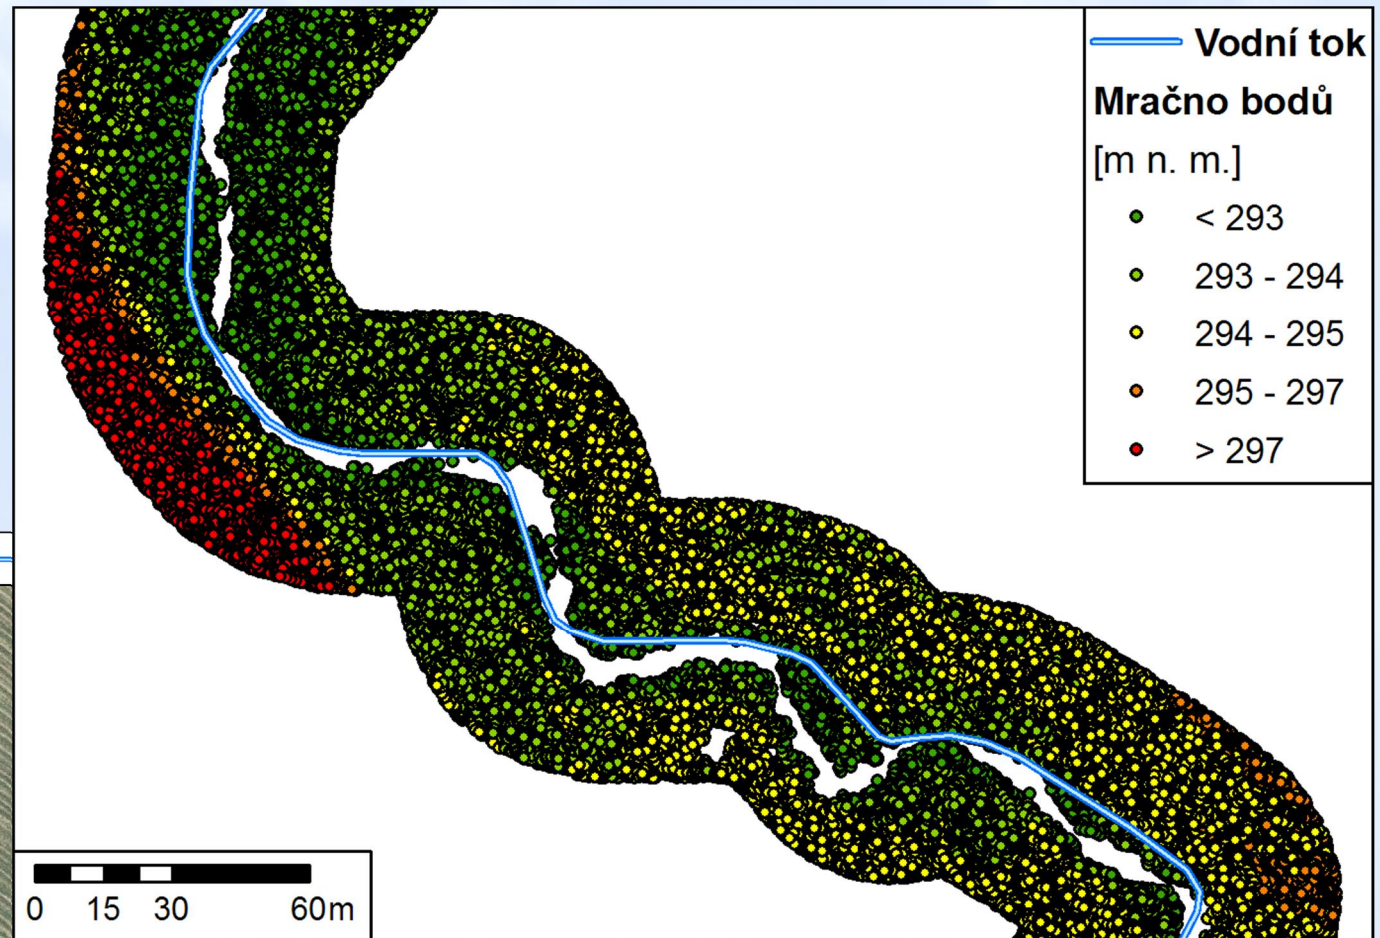 Vodní tok
Mračno bodů
[m n. m.]
< 293
293 - 294
294 - 295
295 - 297
> 297
0 15 30 60m